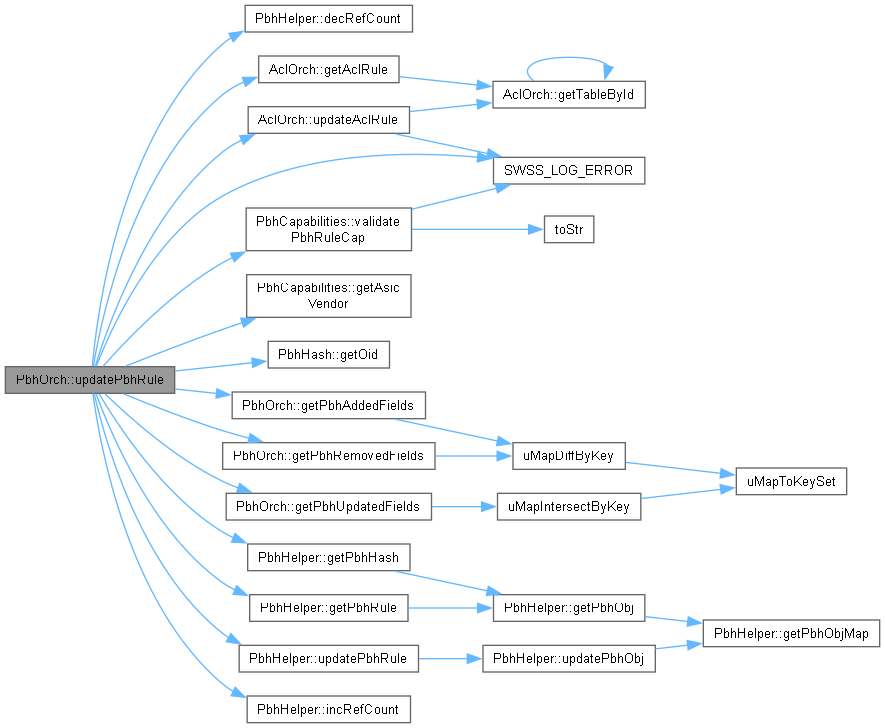 PbhHelper::decRefCount
AclOrch::getAclRule
AclOrch::getTableById
AclOrch::updateAclRule
SWSS_LOG_ERROR
PbhCapabilities::validate
PbhRuleCap
toStr
PbhCapabilities::getAsic
Vendor
PbhHash::getOid
PbhOrch::updatePbhRule
PbhOrch::getPbhAddedFields
PbhOrch::getPbhRemovedFields
uMapDiffByKey
uMapToKeySet
PbhOrch::getPbhUpdatedFields
uMapIntersectByKey
PbhHelper::getPbhHash
PbhHelper::getPbhRule
PbhHelper::getPbhObj
PbhHelper::getPbhObjMap
PbhHelper::updatePbhRule
PbhHelper::updatePbhObj
PbhHelper::incRefCount